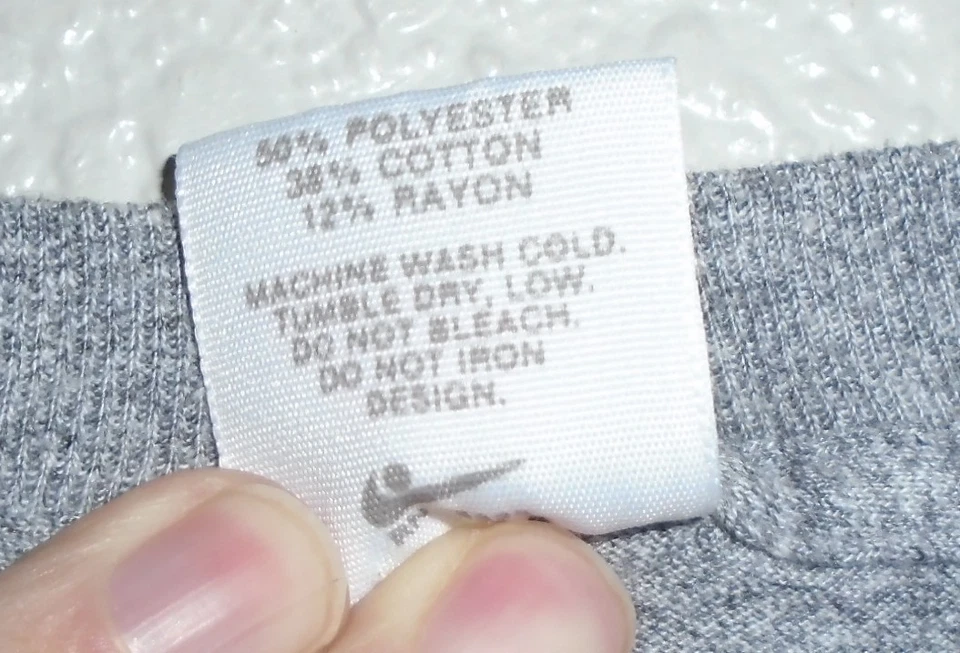 50% POLYESTER
38% COTTON
12% RAYON
MACHINE WASH COLD.
TUMBLE DRY, LOW.
DO NOT BLEACH.
DO NOT IRON
DESIGN.